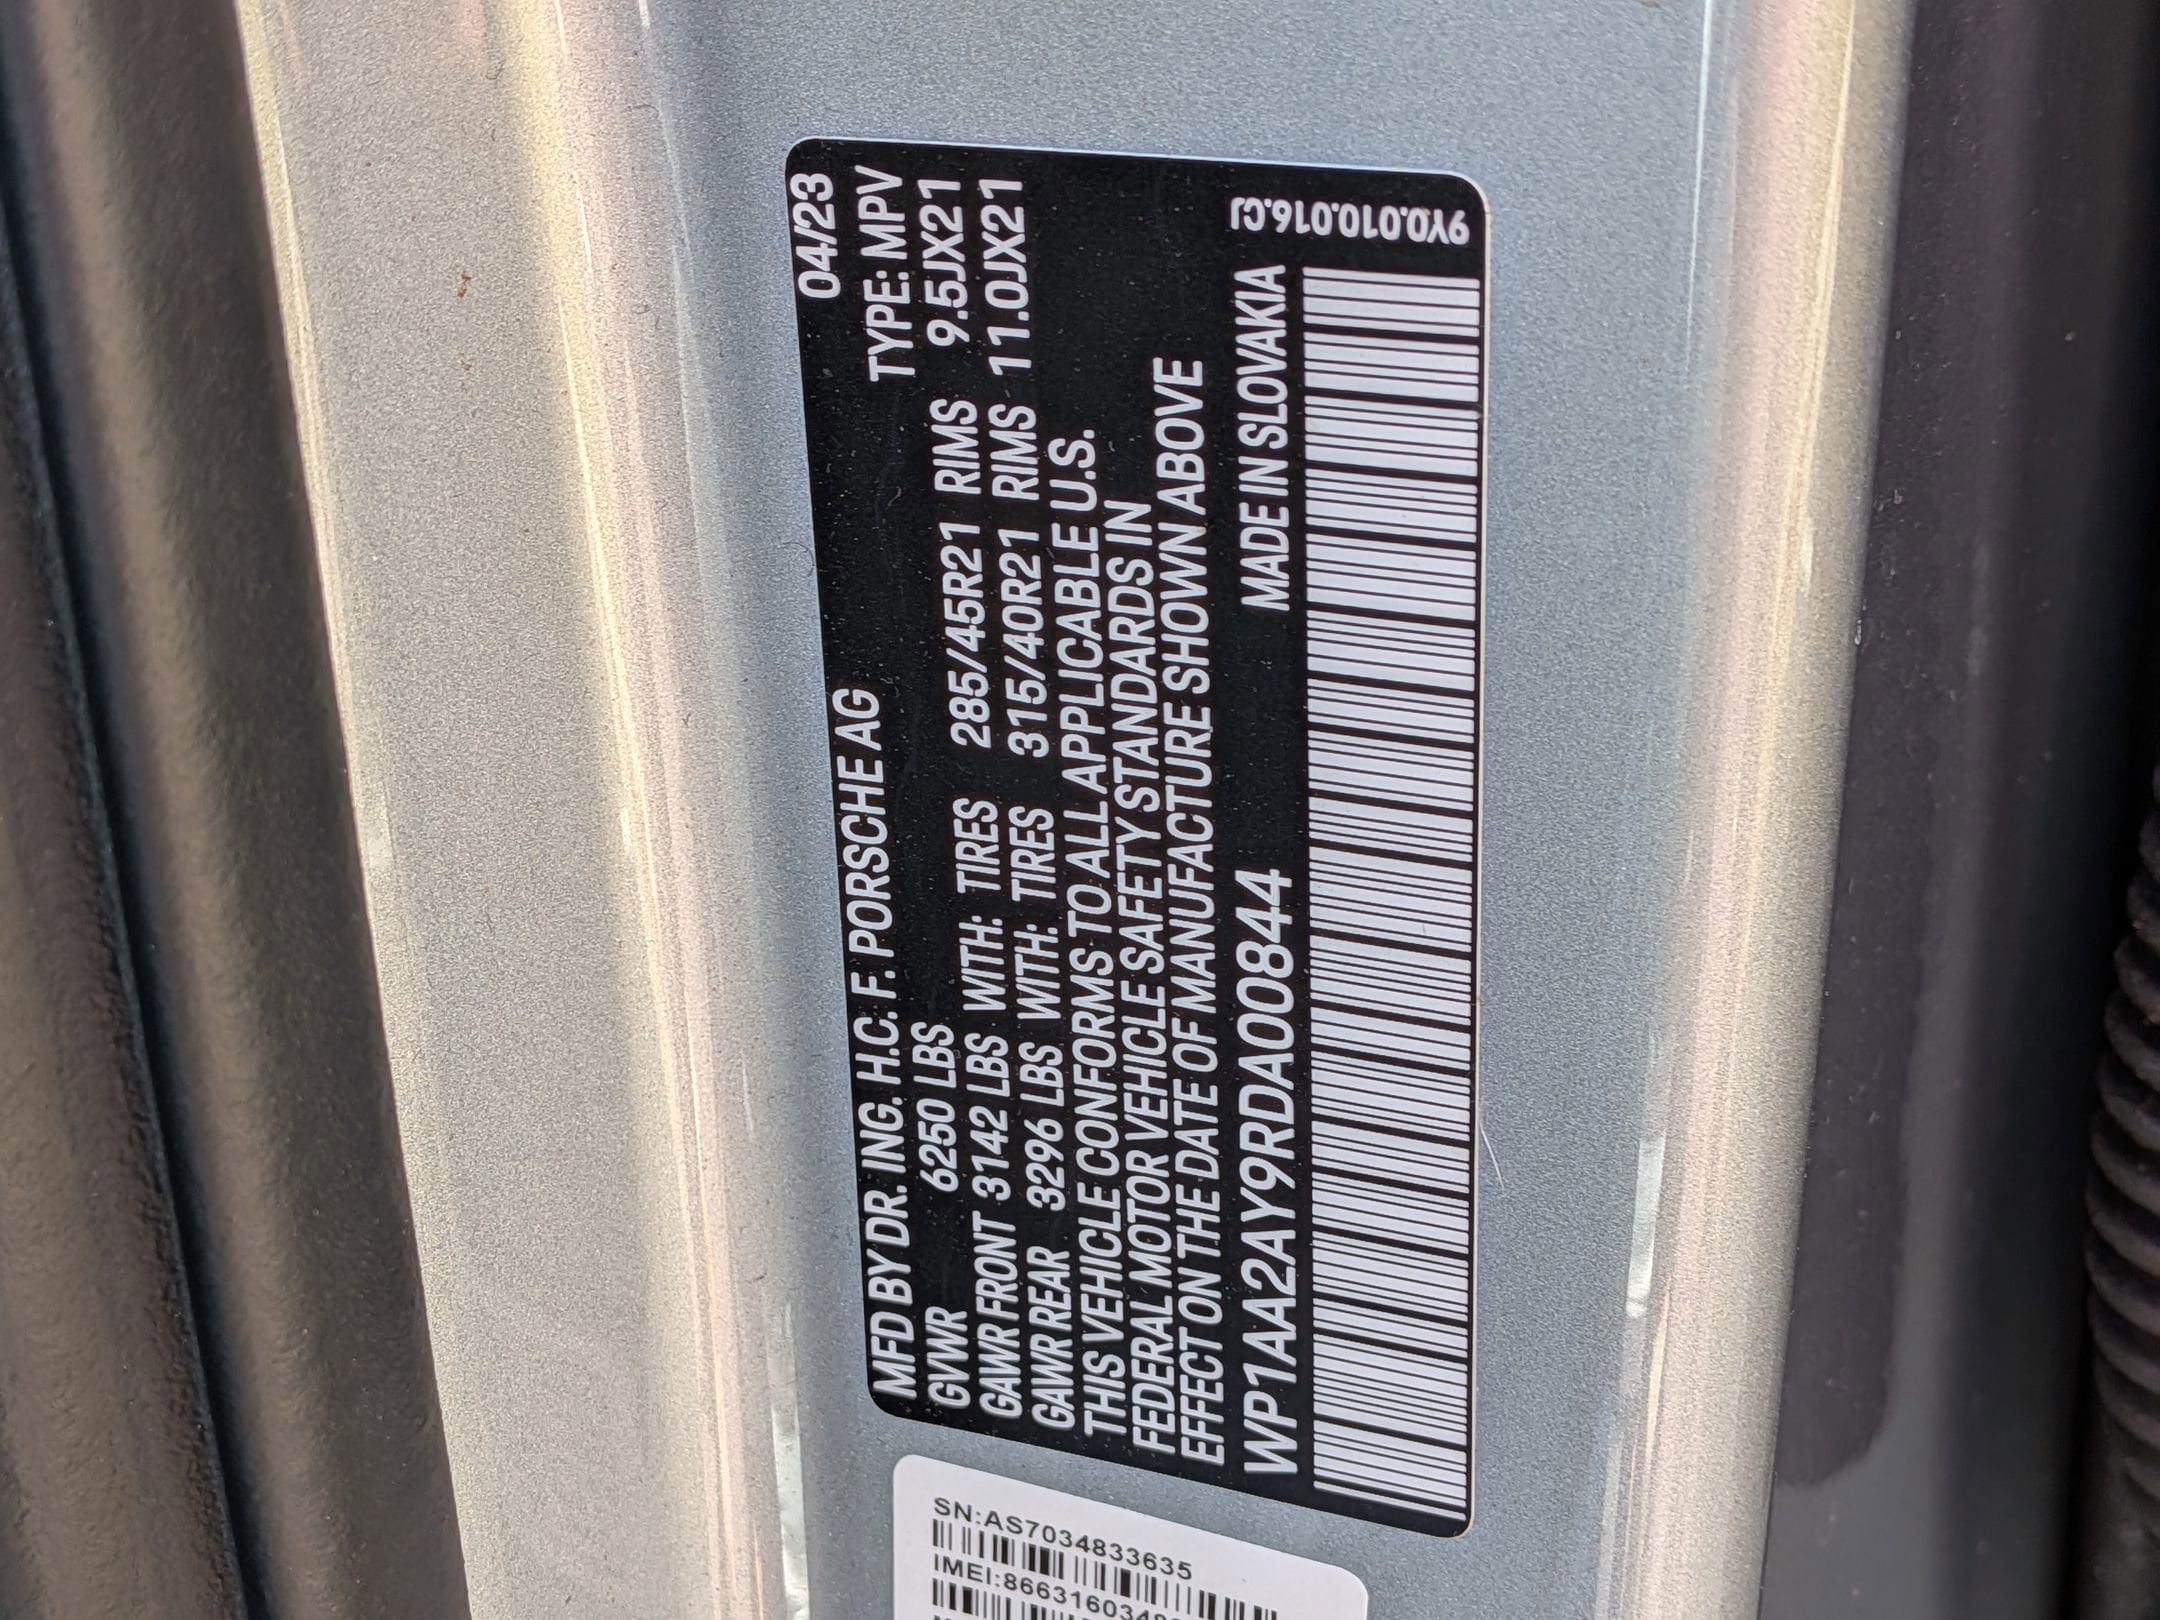 MFD BY DR. ING. H.C. F. PORSCHE AG 04/23
GVWR 6250 LBS TYPE: MPV
GAWR FRONT 3142 LBS WITH: TIRES 285/45R21 RIMS 9.5JX21
GAWR REAR 3296 LBS WITH: TIRES 315/40R21 RIMS 11.0JX21
THIS VEHICLE CONFORMS TO ALL APPLICABLE U.S.
FEDERAL MOTOR VEHICLE SAFETY STANDARDS IN
EFFECT ON THE DATE OF MANUFACTURE SHOWN ABOVE
WP1AA2AY9RDA00844 MADE IN SLOVAKIA
9Y0.010.016.CJ
SN:AS7034833635